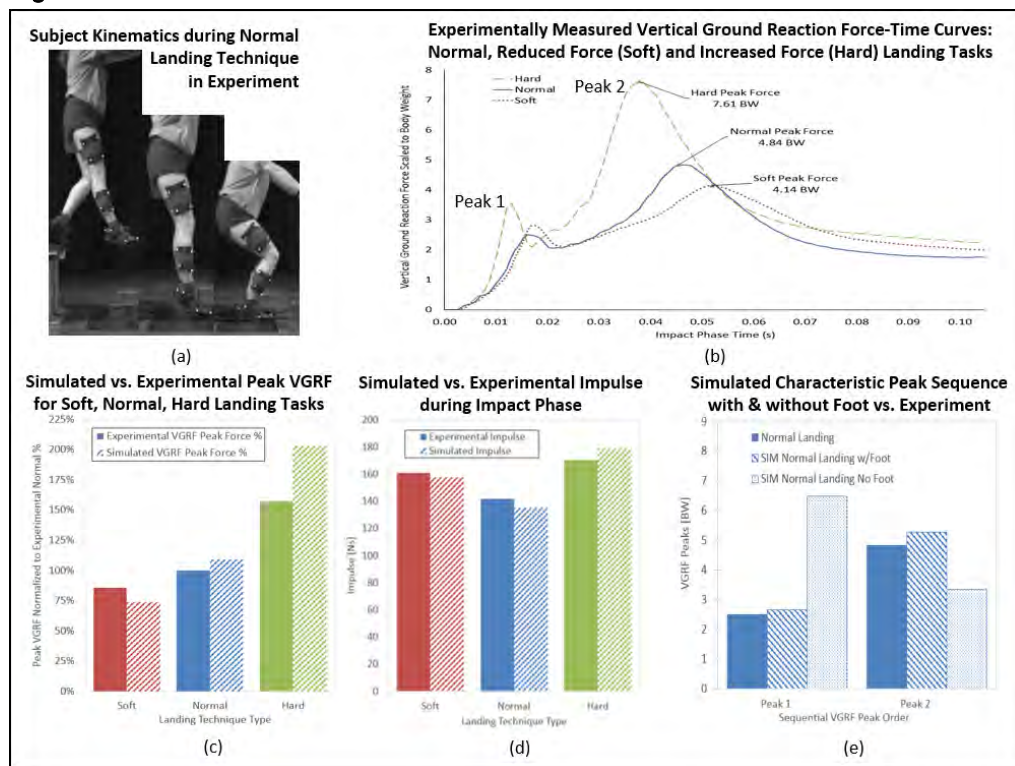 Subject Kinematics during Normal
Landing Technique
in Experiment
(a)
Experimentally Measured Vertical Ground Reaction Force-Time Curves:
Normal, Reduced Force (Soft) and Increased Force (Hard) Landing Tasks
Vertical Ground Reaction Force Scaled to Body Weight
8
7
6
5
4
3
2
1
0
Hard
Normal
Soft
Peak 1
Peak 2
Hard Peak Force
7.61 BW
Normal Peak Force
4.84 BW
Soft Peak Force
4.14 BW
0.00 0.01 0.02 0.03 0.04 0.05 0.06 0.07 0.08 0.09 0.10
Impact Phase Time (s)
(b)
Simulated vs. Experimental Peak VGRF
for Soft, Normal, Hard Landing Tasks
Peak VGRF Normalized to Experimental Normal %
225%
200%
175%
150%
125%
100%
75%
50%
25%
0%
Experimental VGRF Peak Force %
Simulated VGRF Peak Force %
Soft Normal Hard
Landing Technique Type
(c)
Simulated vs. Experimental Impulse
during Impact Phase
Impulse [Ns]
200
180
160
140
120
100
80
60
40
20
0
Experimental Impulse
Simulated Impulse
Soft Normal Hard
Landing Technique Type
(d)
Simulated Characteristic Peak Sequence
with & without Foot vs. Experiment
VGRF Peaks [BW]
9
8
7
6
5
4
3
2
1
0
Normal Landing
SIM Normal Landing w/Foot
SIM Normal Landing No Foot
Peak 1 Peak 2
Sequential VGRF Peak Order
(e)